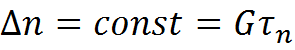 Δn = const = Gτₙ